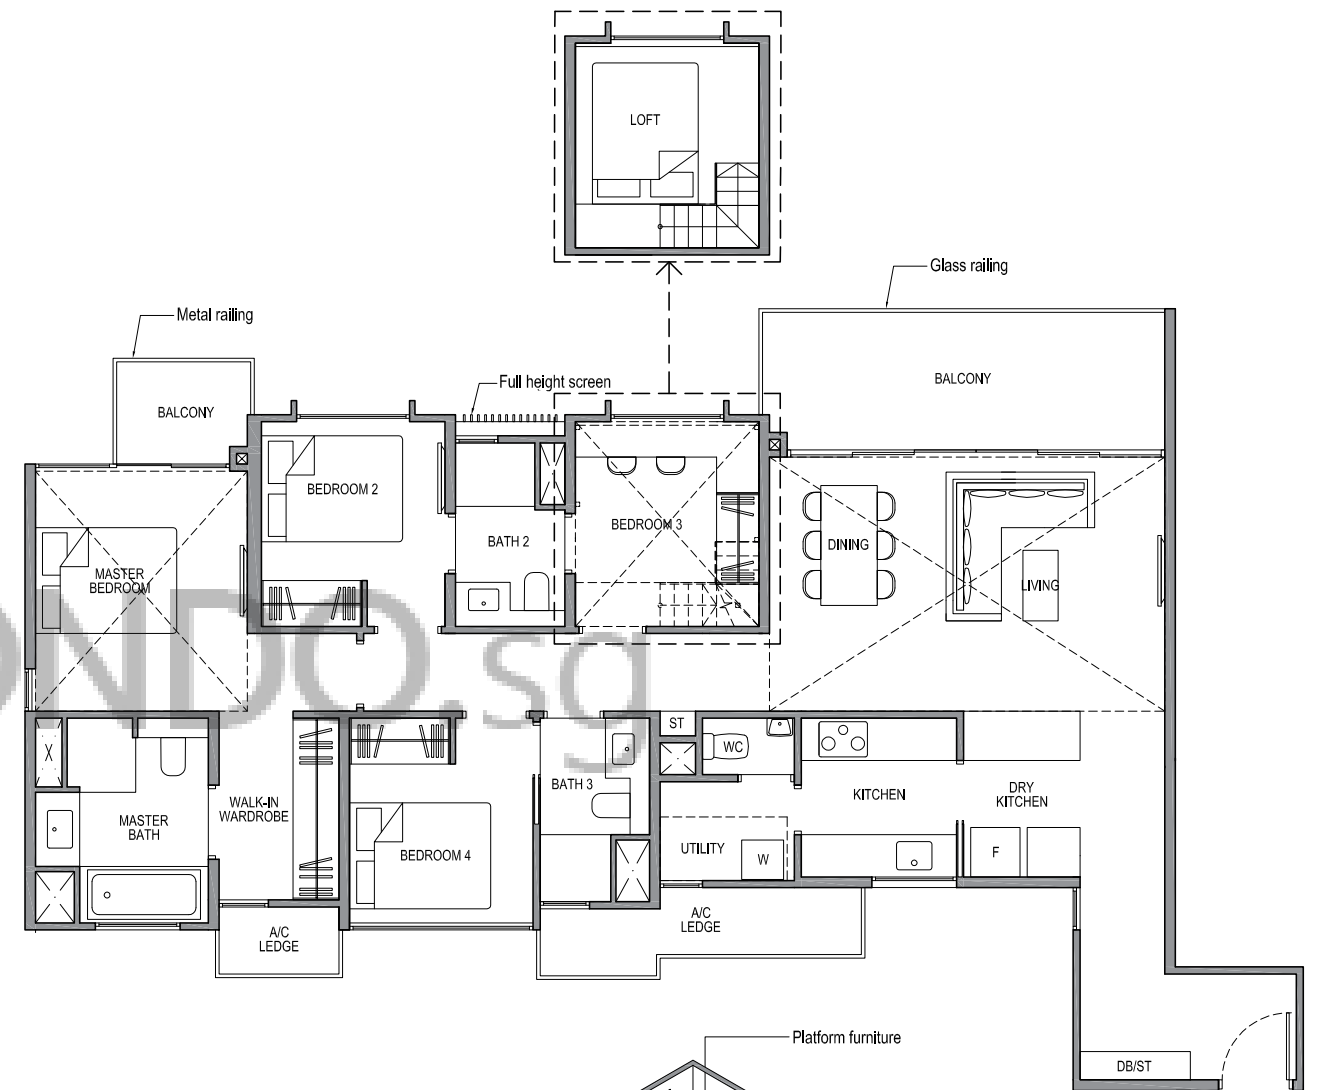 LOFT
Glass railing
Metal railing
BALCONY
Full height screen
BALCONY
BEDROOM 2
BEDROOM 3
BATH 2
DINING
MASTER
BEDROOM
LIVING
ONDO.sg
ST
WC
X
BATH 3
KITCHEN
DRY
KITCHEN
WALK-IN
WARDROBE
MASTER
BATH
BEDROOM 4
UTILITY
W
F
A/C
LEDGE
A/C
LEDGE
Platform furniture
DB/ST